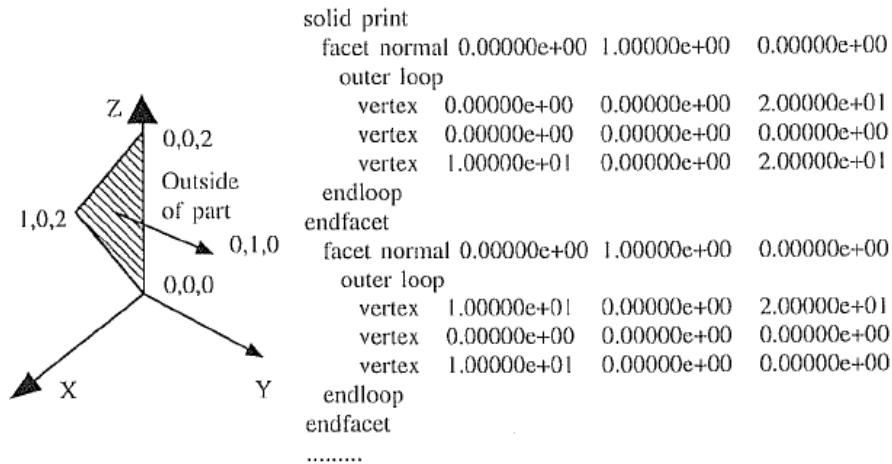 Z
0,0,2
Outside
of part
1,0,2
0,1,0
0,0,0
X
Y
solid print
facet normal 0.00000e+00 1.00000e+00 0.00000e+00
outer loop
vertex 0.00000e+00 0.00000e+00 2.00000e+01
vertex 0.00000e+00 0.00000e+00 0.00000e+00
vertex 1.00000e+01 0.00000e+00 2.00000e+01
endloop
endfacet
facet normal 0.00000e+00 1.00000e+00 0.00000e+00
outer loop
vertex 1.00000e+01 0.00000e+00 2.00000e+01
vertex 0.00000e+00 0.00000e+00 0.00000e+00
vertex 1.00000e+01 0.00000e+00 0.00000e+00
endloop
endfacet
.........